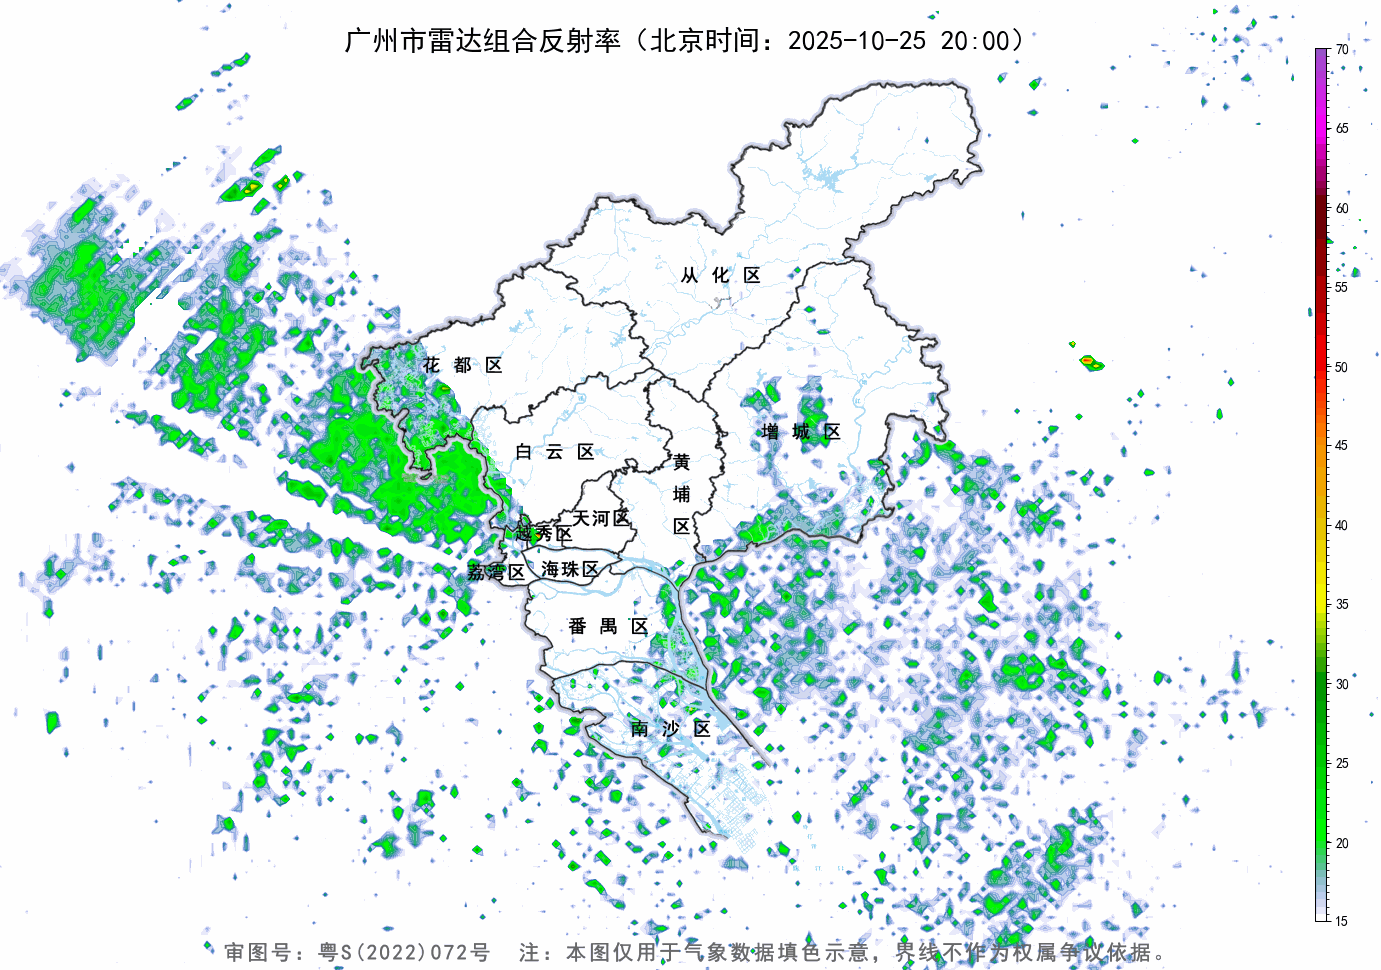 广州市雷达组合反射率（北京时间：2025-10-25 20:00）
70
65
60
55
50
45
40
35
30
25
20
15
从化区
花都区
增城区
白云区
黄埔区
天河区
越秀区
荔湾区
海珠区
番禺区
南沙区
审图号：粤S(2022)072号 注：本图仅用于气象数据填色示意，界线不作为权属争议依据。